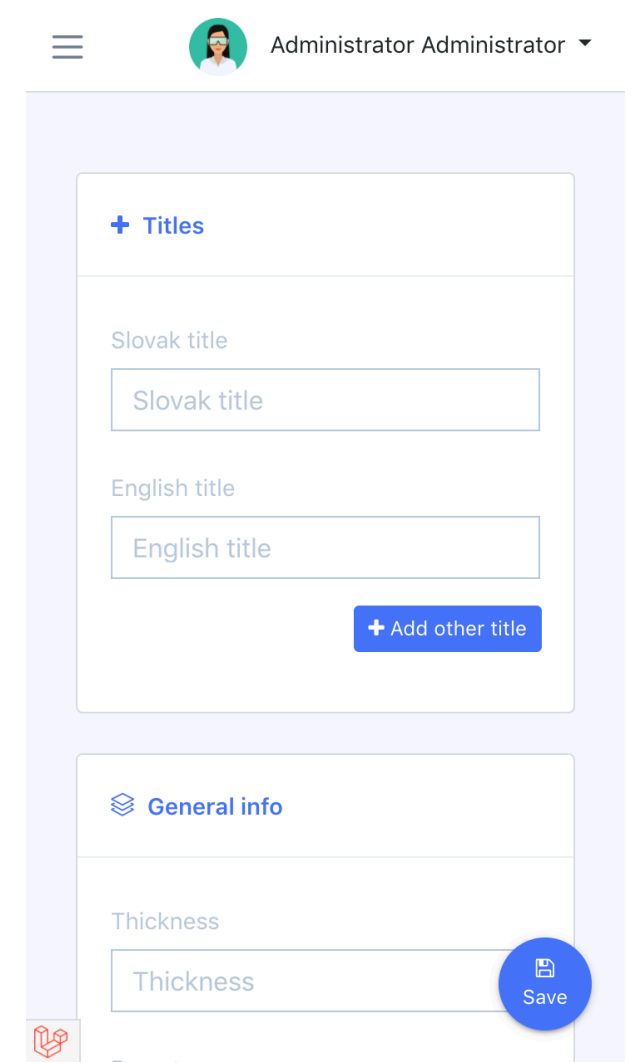 Administrator Administrator
Titles
Slovak title
Slovak title
English title
English title
Add other title
General info
Thickness
Thickness
Save